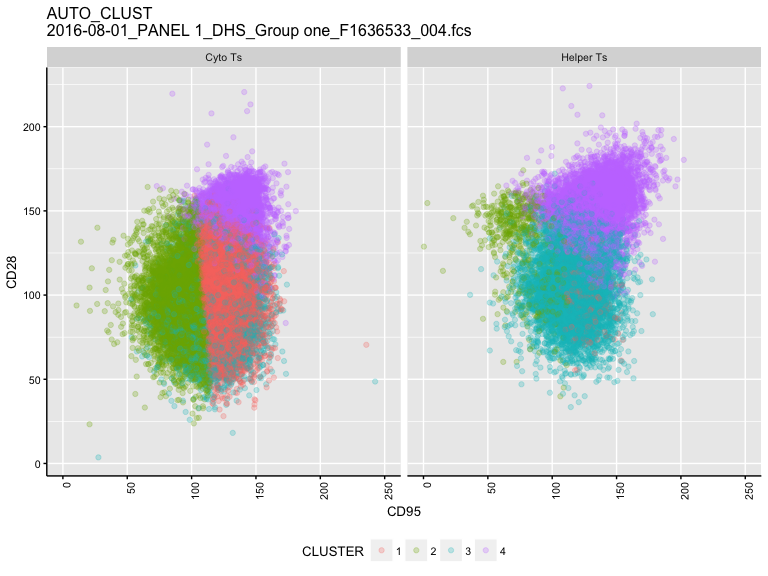 AUTO_CLUST
2016-08-01_PANEL 1_DHS_Group one_F1636533_004.fcs
Cyto Ts
Helper Ts
200
150
100
50
0
CD28
0 50 100 150 200 250
0 50 100 150 200 250
CD95
CLUSTER 1 2 3 4